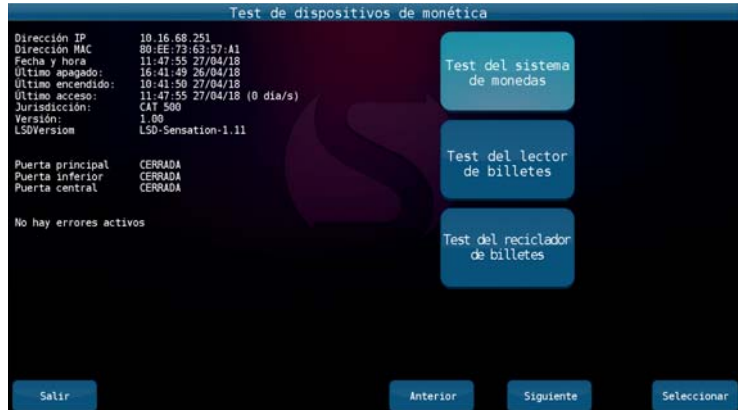 Test de dispositivos de monética
Dirección IP 10.16.68.251
Dirección MAC 80:EE:73:63:57:A1
Fecha y hora 11:47:55 27/04/18
Último apagado: 16:41:49 26/04/18
Último encendido: 10:41:50 27/04/18
Último acceso: 11:47:55 27/04/18 (0 día/s)
Jurisdicción: CAT 500
Versión: 1.00
LSDVersiom LSD-Sensation-1.11
Puerta principal CERRADA
Puerta inferior CERRADA
Puerta central CERRADA
No hay errores activos
Test del sistema
de monedas
Test del lector
de billetes
Test del reciclador
de billetes
Salir
Anterior
Siguiente
Seleccionar